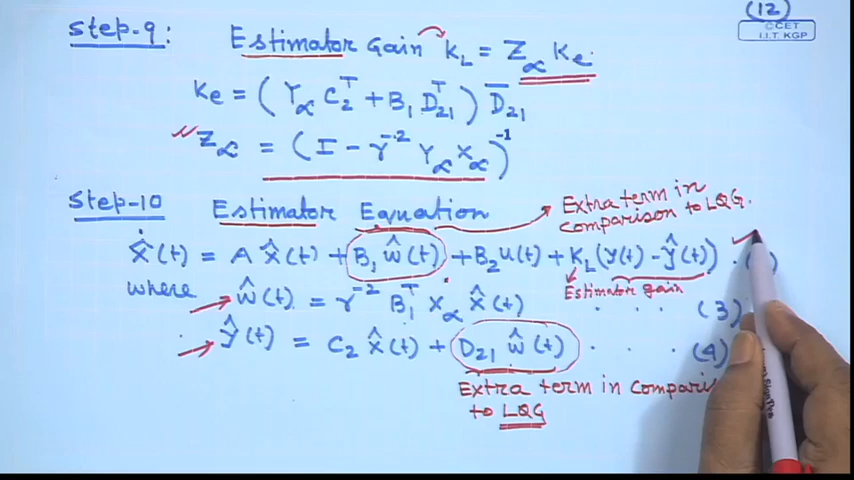 (12)
© CET
I.I.T. KGP
Step-9: Estimator Gain K_L = Z_∞ K_e.
K_e = (Y_∞ C_2^T + B_1 D_21^T) D̅_21
Z_∞ = (I - γ^-2 Y_∞ X_∞)^-1
Step-10 Estimator Equation
Extra term in
comparison to LQG.
x̂̇(t) = A x̂(t) + B_1 ŵ(t) + B_2 u(t) + K_L(y(t) - ŷ(t))
Estimator gain
where ŵ(t) = γ^-2 B_1^T X_∞ x̂(t) . . . (3)
ŷ(t) = C_2 x̂(t) + D_21 ŵ(t) . . . (4)
Extra term in
to LQG